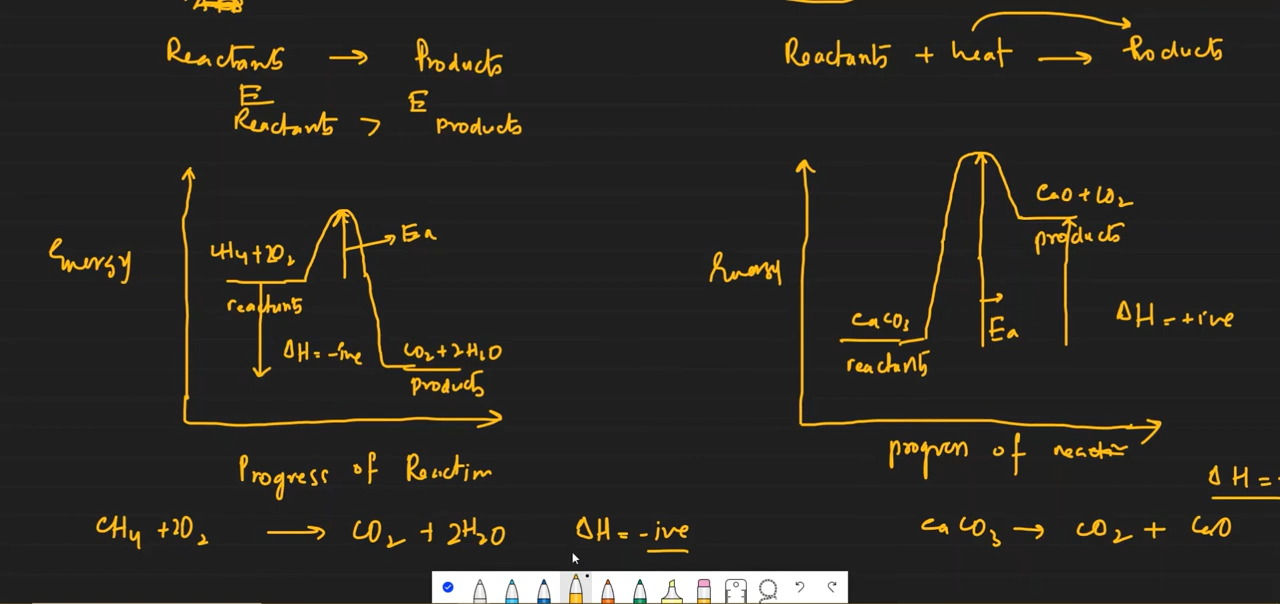 Reactants → Products
E Reactants > E products
Energy
CH4 + 2O2
reactants
Ea
ΔH = -ive
CO2 + 2H2O
products
Progress of Reaction
CH4 + 2O2 → CO2 + 2H2O ΔH = -ive
Reactants + heat → Products
Energy
CaCO3
reactants
Ea
CaO + CO2
products
ΔH = +ive
progress of reaction
ΔH =
CaCO3 → CO2 + CaO